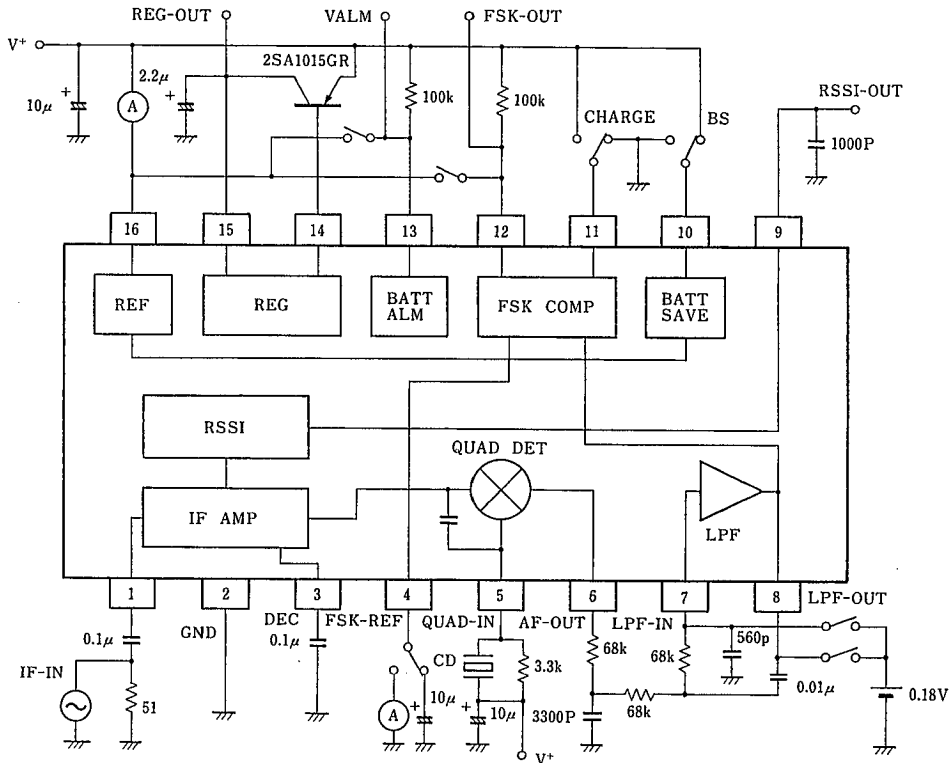 REG-OUT
VALM
FSK-OUT
V+
2SA1015GR
2.2μ
+
10μ
+
A
100k
100k
CHARGE
BS
RSSI-OUT
1000P
16
15
14
13
12
11
10
9
REF
REG
BATT
ALM
FSK COMP
BATT
SAVE
RSSI
QUAD DET
IF AMP
LPF
1
2
3
4
5
6
7
8
LPF-OUT
GND
DEC
FSK-REF
QUAD-IN
AF-OUT
LPF-IN
0.1μ
0.1μ
IF-IN
51
A
10μ
+
CD
3.3k
10μ
+
V+
68k
3300P
68k
68k
560p
0.01μ
0.18V